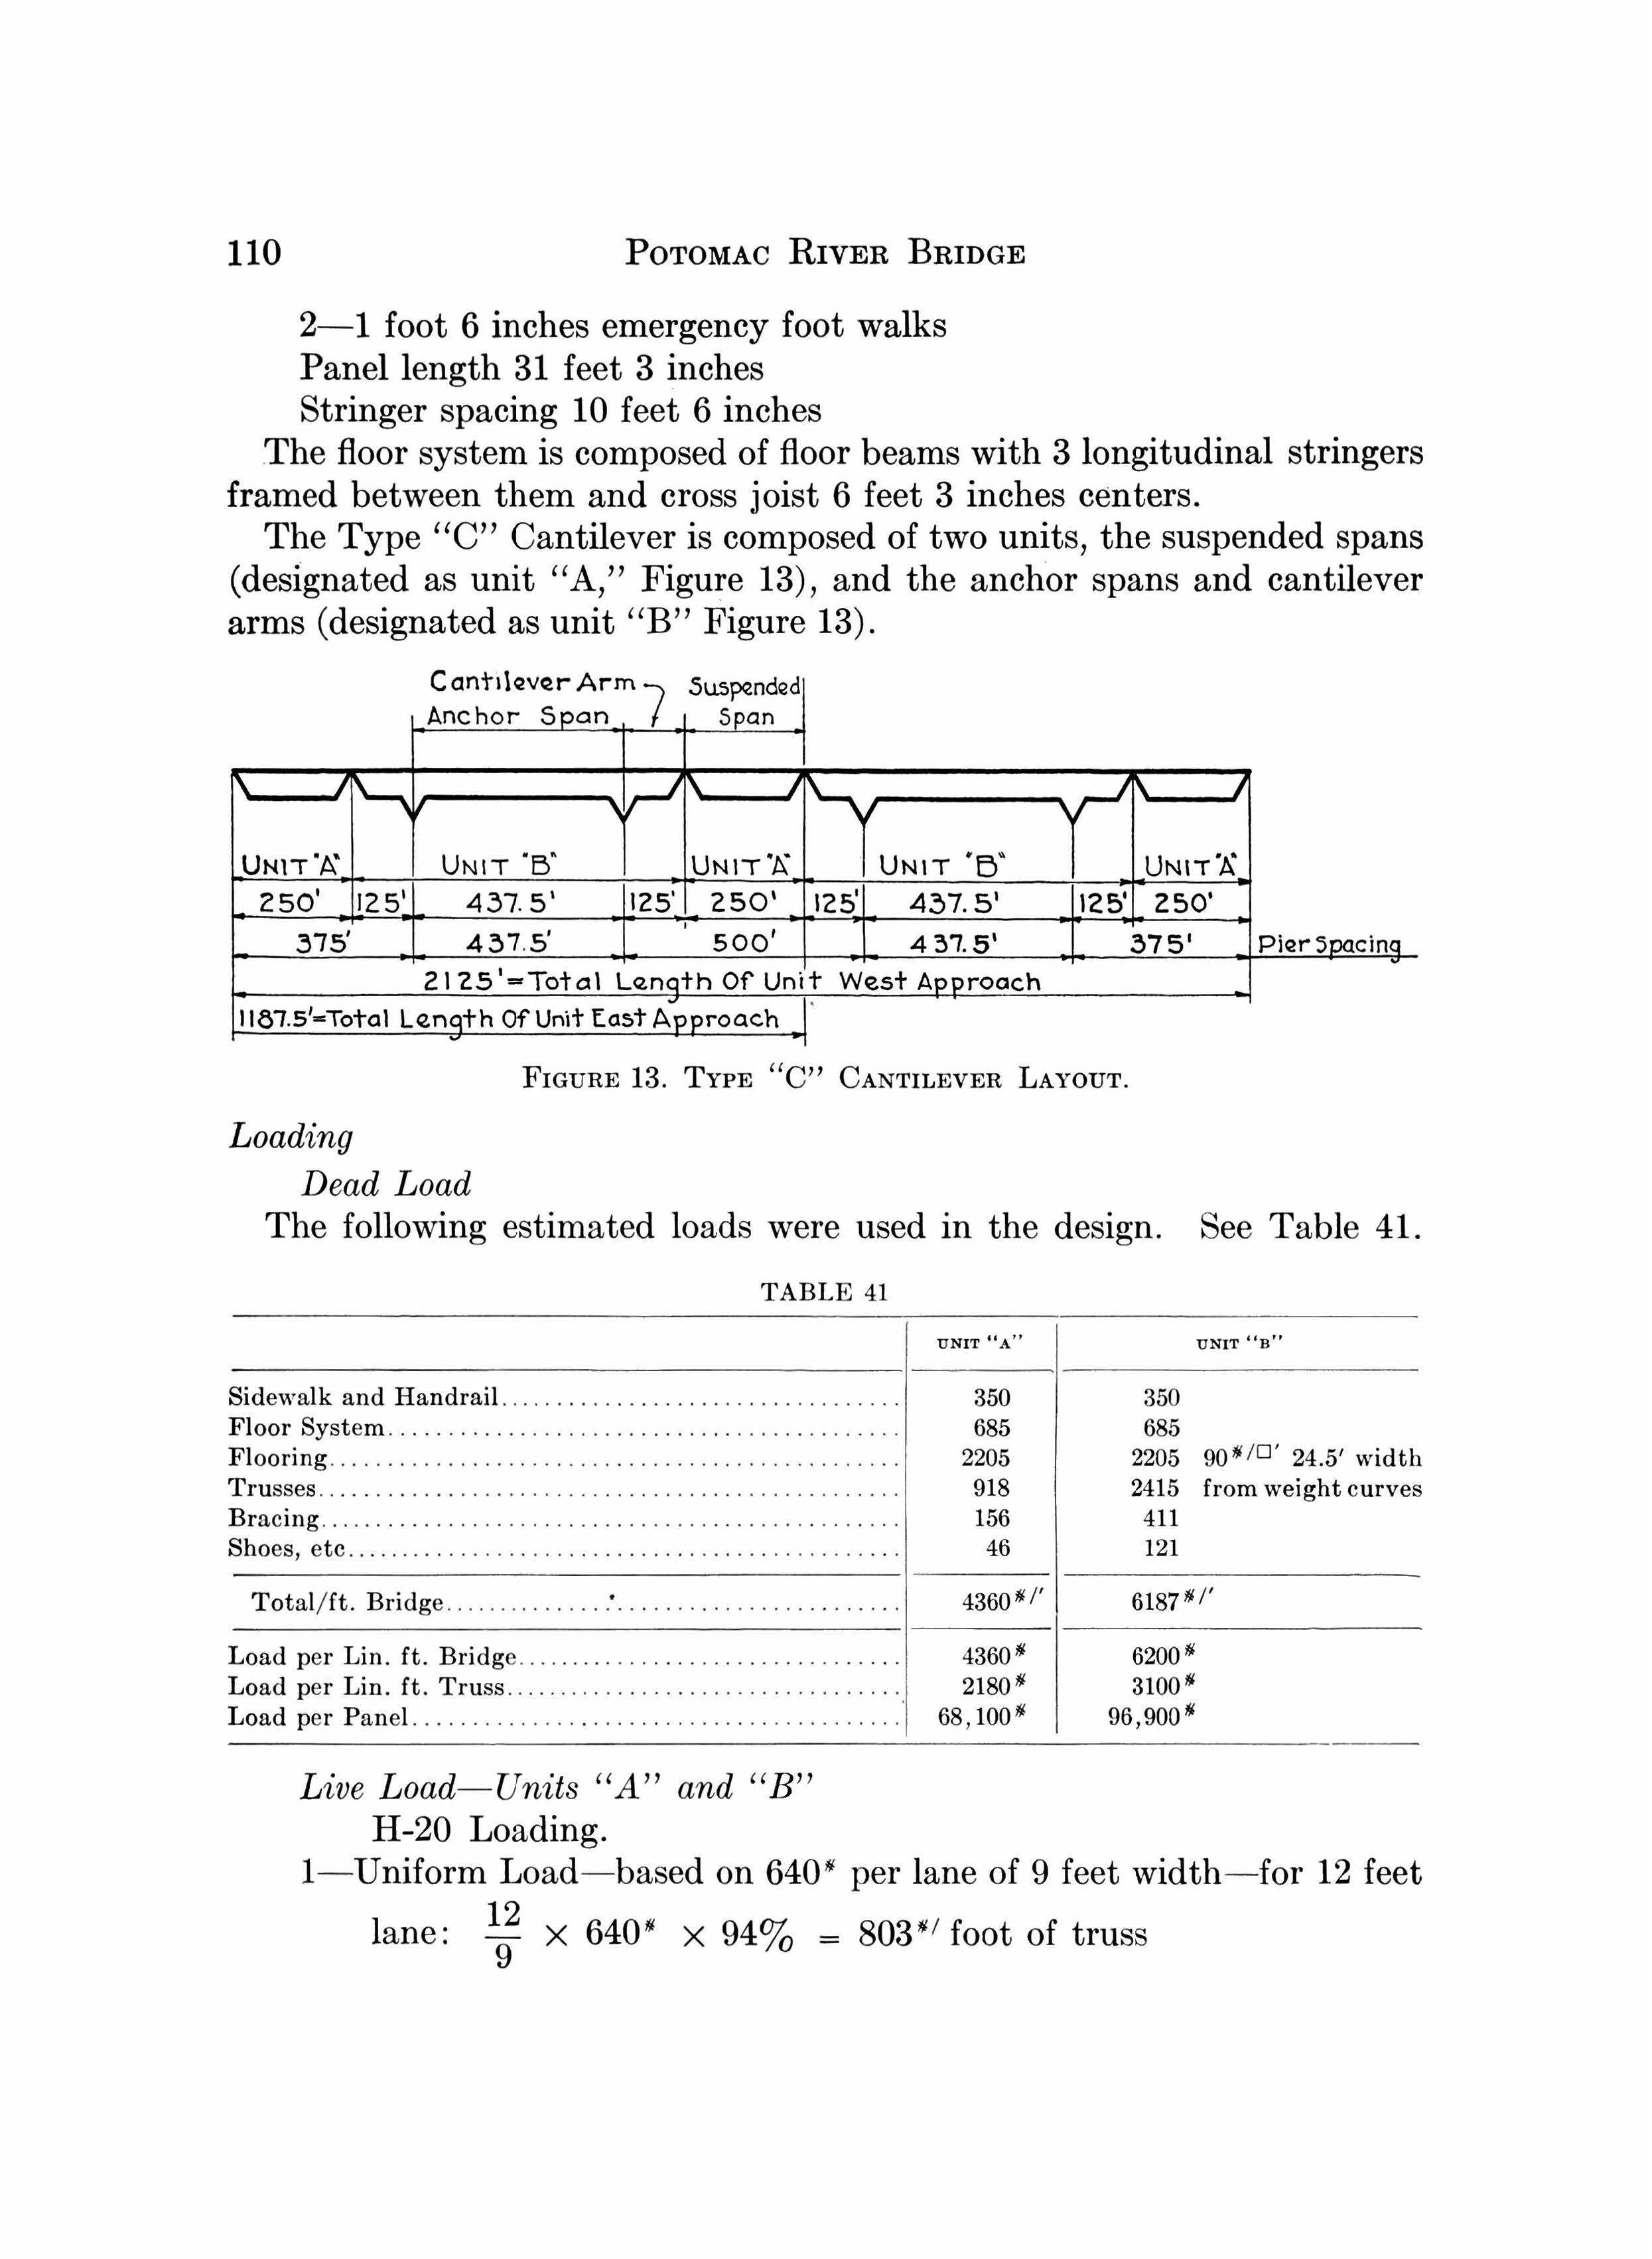 110 POTOMAC RIVER BRIDGE
2—1 foot 6 inches emergency foot walks
Panel length 31 feet 3 inches
Stringer spacing 10 feet 6 inches
The floor system is composed of floor beams with 3 longitudinal stringers
framed between them and cross joist 6 feet 3 inches centers.
The Type “C” Cantilever is composed of two units, the suspended spans
(designated as unit “A,” Figure 13), and the anchor spans and cantilever
arms (designated as unit “B” Figure 13).
Cantilever Arm Suspended
Anchor Span Span
UNIT "A" UNIT "B" UNIT "A" UNIT "B" UNIT "A"
250' 125' 437.5' 125' 250' 125' 437.5' 125' 250'
375' 437.5' 500' 437.5' 375' Pier Spacing
2125'=Total Length Of Unit West Approach
1187.5'=Total Length Of Unit East Approach
FIGURE 13. TYPE “C” CANTILEVER LAYOUT.
Loading
Dead Load
The following estimated loads were used in the design. See Table 41.
TABLE 41
UNIT “A” UNIT “B”
Sidewalk and Handrail 350 350
Floor System 685 685
Flooring 2205 2205 90#/□' 24.5' width
Trusses 918 2415 from weight curves
Bracing 156 411
Shoes, etc 46 121
Total/ft. Bridge 4360#/' 6187#/'
Load per Lin. ft. Bridge 4360# 6200#
Load per Lin. ft. Truss 2180# 3100#
Load per Panel 68,100# 96,900#
Live Load—Units “A” and “B”
H-20 Loading.
1—Uniform Load—based on 640# per lane of 9 feet width—for 12 feet
lane: 12/9 × 640# × 94% = 803#/ foot of truss